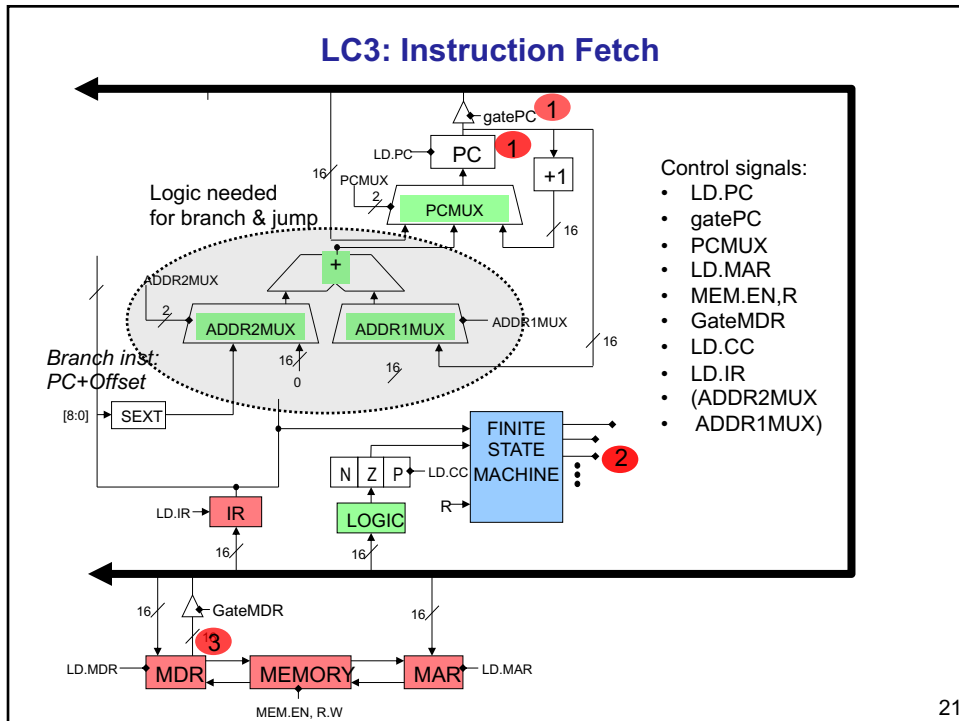 LC3: Instruction Fetch
gatePC
1
LD.PC
PC
1
+1
16
PCMUX
2
PCMUX
16
Logic needed
for branch & jump
+
ADDR2MUX
2
ADDR2MUX
ADDR1MUX
ADDR1MUX
16
16
0
16
Branch inst:
PC+Offset
[8:0]
SEXT
FINITE
STATE
MACHINE
2
N Z P
LD.CC
R
LD.IR
IR
LOGIC
16
16
Control signals:
• LD.PC
• gatePC
• PCMUX
• LD.MAR
• MEM.EN,R
• GateMDR
• LD.CC
• LD.IR
• (ADDR2MUX
• ADDR1MUX)
16
GateMDR
16
3
LD.MDR
MDR
MEMORY
MAR
LD.MAR
MEM.EN, R.W
21